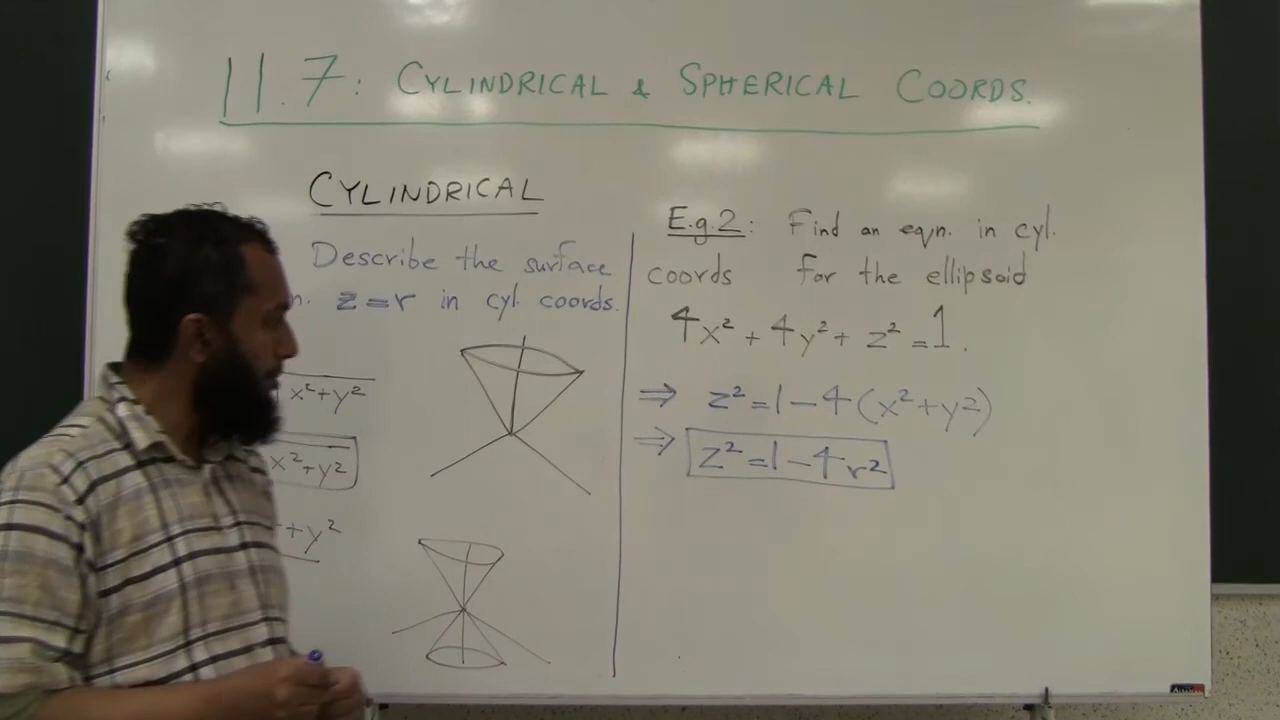 11.7: CYLINDRICAL & SPHERICAL COORDS.
CYLINDRICAL
Describe the surface
n. z=r in cyl. coords.
x²+y²
x²+y²
+y²
E.g.2: Find an eqn. in cyl.
coords for the ellipsoid
4x² + 4y² + z² = 1.
⇒ z² = 1 - 4(x²+y²)
⇒ z² = 1 - 4r²